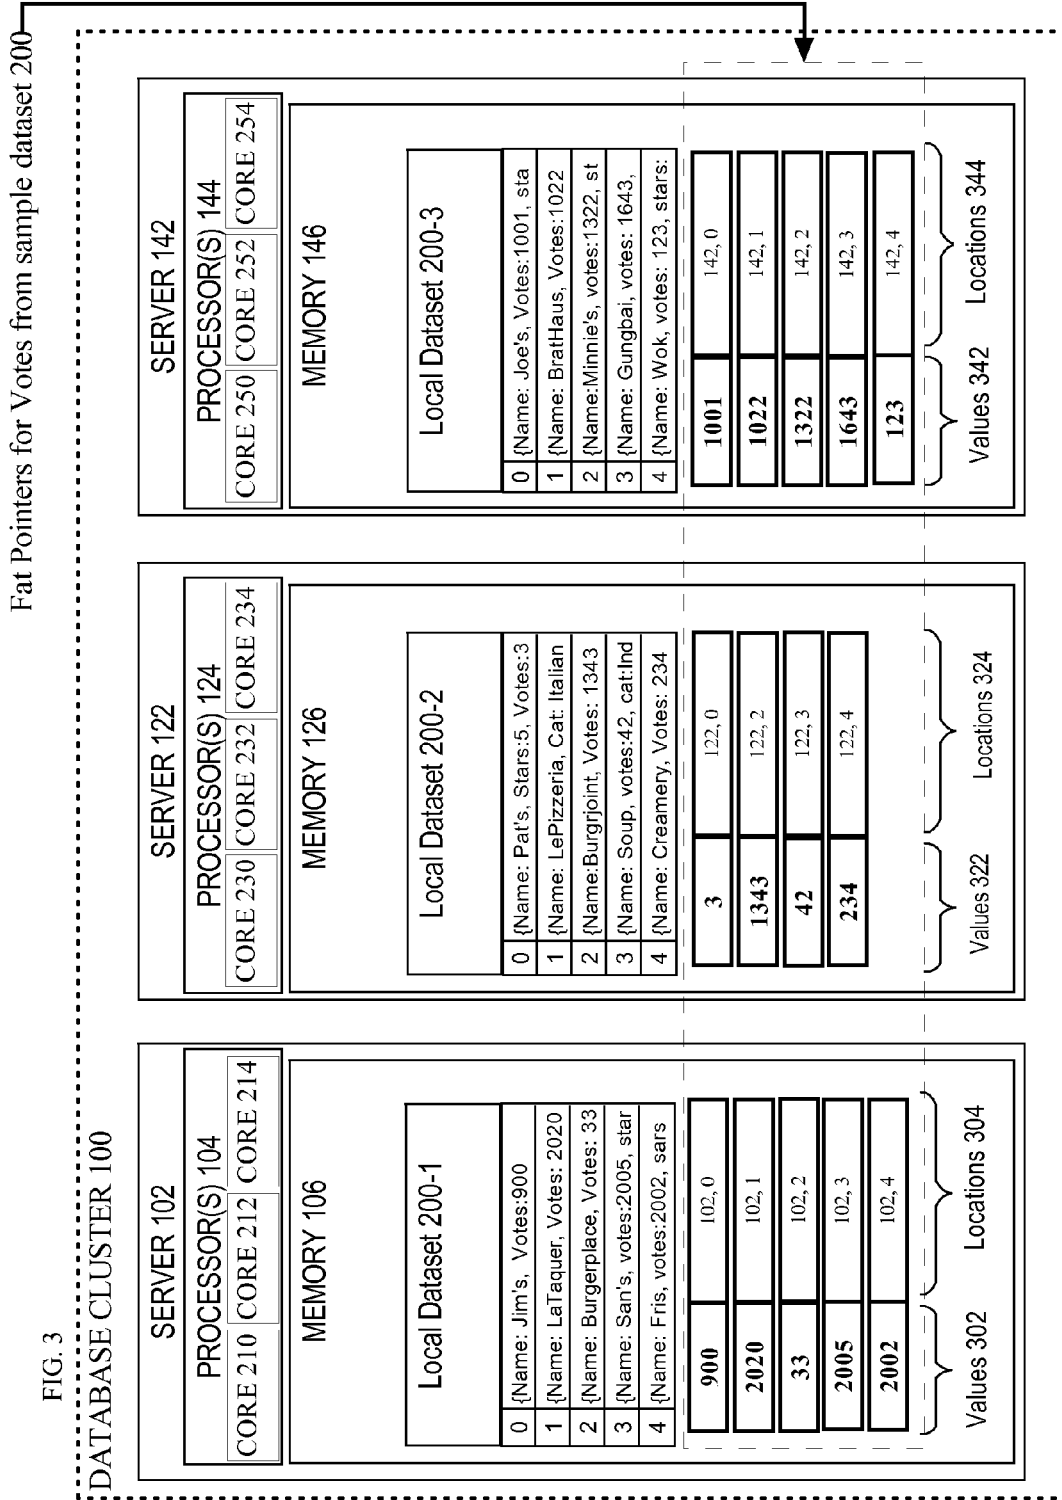 Fat Pointers for Votes from sample dataset 200
FIG. 3
DATABASE CLUSTER 100
SERVER 102
PROCESSOR(S) 104
CORE 210 CORE 212 CORE 214
MEMORY 106
Local Dataset 200-1
0 {Name: Jim's, Votes:900
1 {Name: LaTaquer, Votes: 2020
2 {Name: Burgerplace, Votes: 33
3 {Name: San's, votes:2005, star
4 {Name: Fris, votes:2002, sars
900 102, 0
2020 102, 1
33 102, 2
2005 102, 3
2002 102, 4
Values 302 Locations 304
SERVER 122
PROCESSOR(S) 124
CORE 230 CORE 232 CORE 234
MEMORY 126
Local Dataset 200-2
0 {Name: Pat's, Stars:5, Votes:3
1 {Name: LePizzeria, Cat: Italian
2 {Name:Burgrjoint, Votes: 1343
3 {Name: Soup, votes:42, cat:Ind
4 {Name: Creamery, Votes: 234
3 122, 0
1343 122, 2
42 122, 3
234 122, 4
Values 322 Locations 324
SERVER 142
PROCESSOR(S) 144
CORE 250 CORE 252 CORE 254
MEMORY 146
Local Dataset 200-3
0 {Name: Joe's, Votes:1001, sta
1 {Name: BratHaus, Votes:1022
2 {Name:Minnie's, votes:1322, st
3 {Name: Gungbai, votes: 1643,
4 {Name: Wok, votes: 123, stars:
1001 142, 0
1022 142, 1
1322 142, 2
1643 142, 3
123 142, 4
Values 342 Locations 344